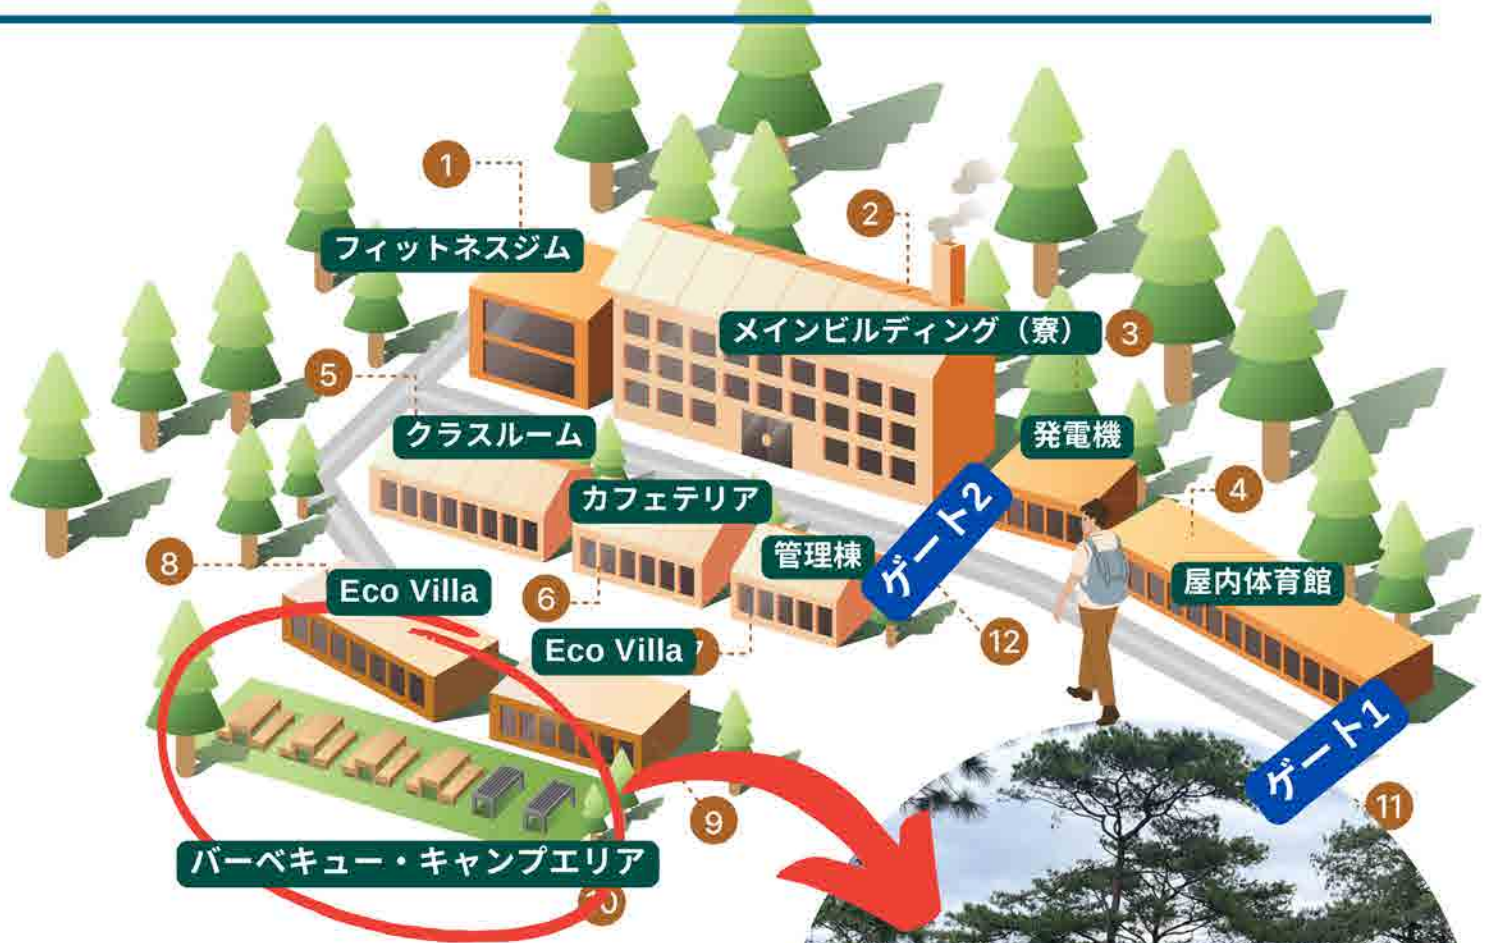 1
フィットネスジム
2
メインビルディング（寮）
3
5
クラスルーム
発電機
カフェテリア
ゲート2
4
管理棟
屋内体育館
8
Eco Villa
6
Eco Villa
7
12
ゲート1
9
11
バーベキュー・キャンプエリア
10